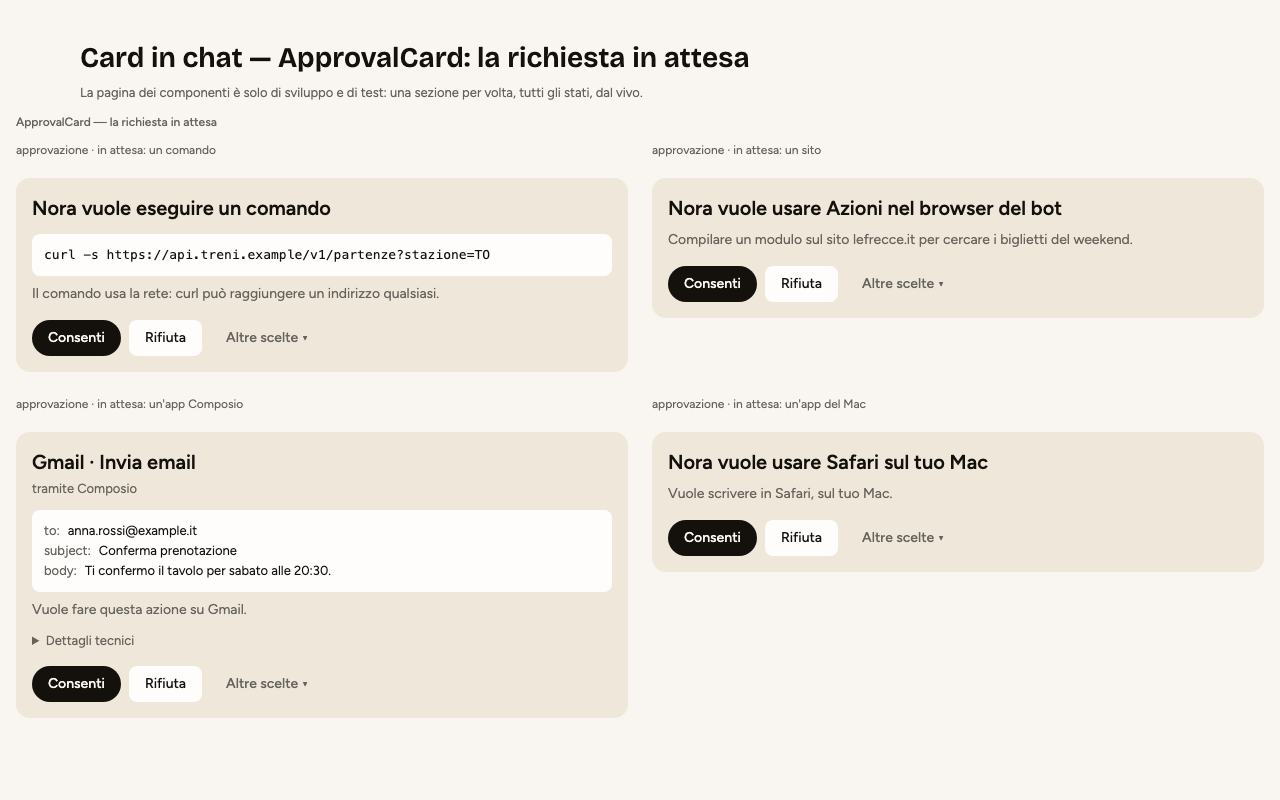 Card in chat — ApprovalCard: la richiesta in attesa
La pagina dei componenti è solo di sviluppo e di test: una sezione per volta, tutti gli stati, dal vivo.
ApprovalCard — la richiesta in attesa
approvazione · in attesa: un comando
Nora vuole eseguire un comando
curl -s https://api.treni.example/v1/partenze?stazione=TO
Il comando usa la rete: curl può raggiungere un indirizzo qualsiasi.
Consenti
Rifiuta
Altre scelte ▾
approvazione · in attesa: un sito
Nora vuole usare Azioni nel browser del bot
Compilare un modulo sul sito lefrecce.it per cercare i biglietti del weekend.
Consenti
Rifiuta
Altre scelte ▾
approvazione · in attesa: un'app Composio
Gmail · Invia email
tramite Composio
to: anna.rossi@example.it
subject: Conferma prenotazione
body: Ti confermo il tavolo per sabato alle 20:30.
Vuole fare questa azione su Gmail.
▶ Dettagli tecnici
Consenti
Rifiuta
Altre scelte ▾
approvazione · in attesa: un'app del Mac
Nora vuole usare Safari sul tuo Mac
Vuole scrivere in Safari, sul tuo Mac.
Consenti
Rifiuta
Altre scelte ▾